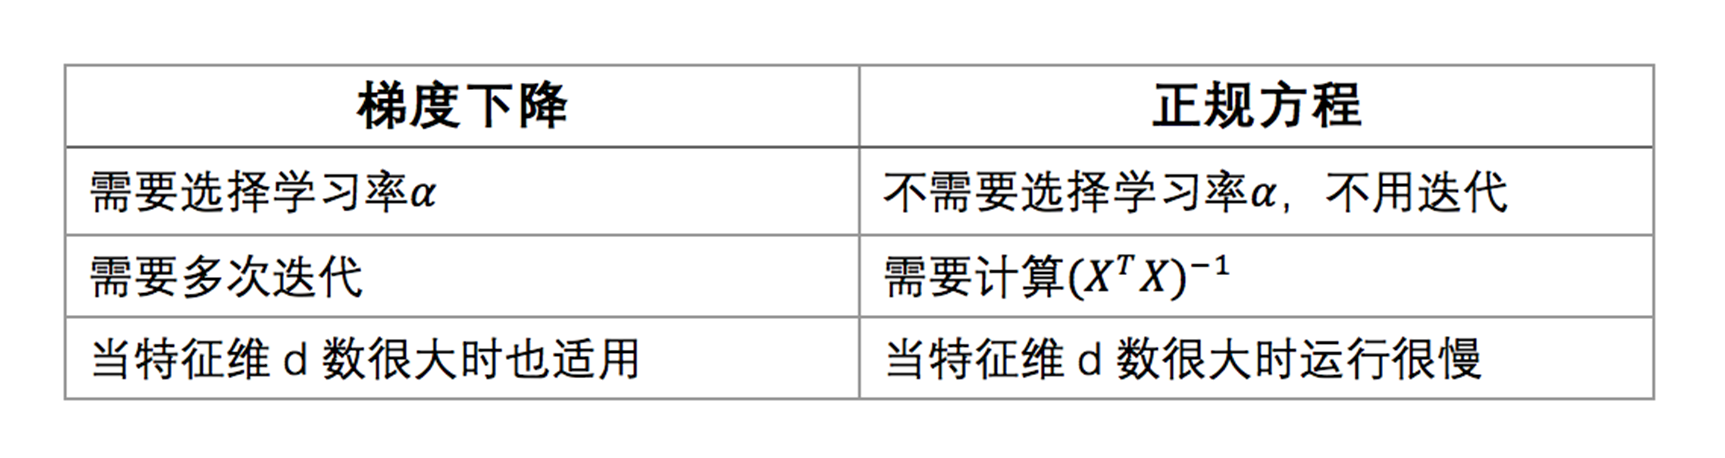 梯度下降 正规方程
需要选择学习率α 不需要选择学习率α，不用迭代
需要多次迭代 需要计算(XᵀX)⁻¹
当特征维 d 数很大时也适用 当特征维 d 数很大时运行很慢